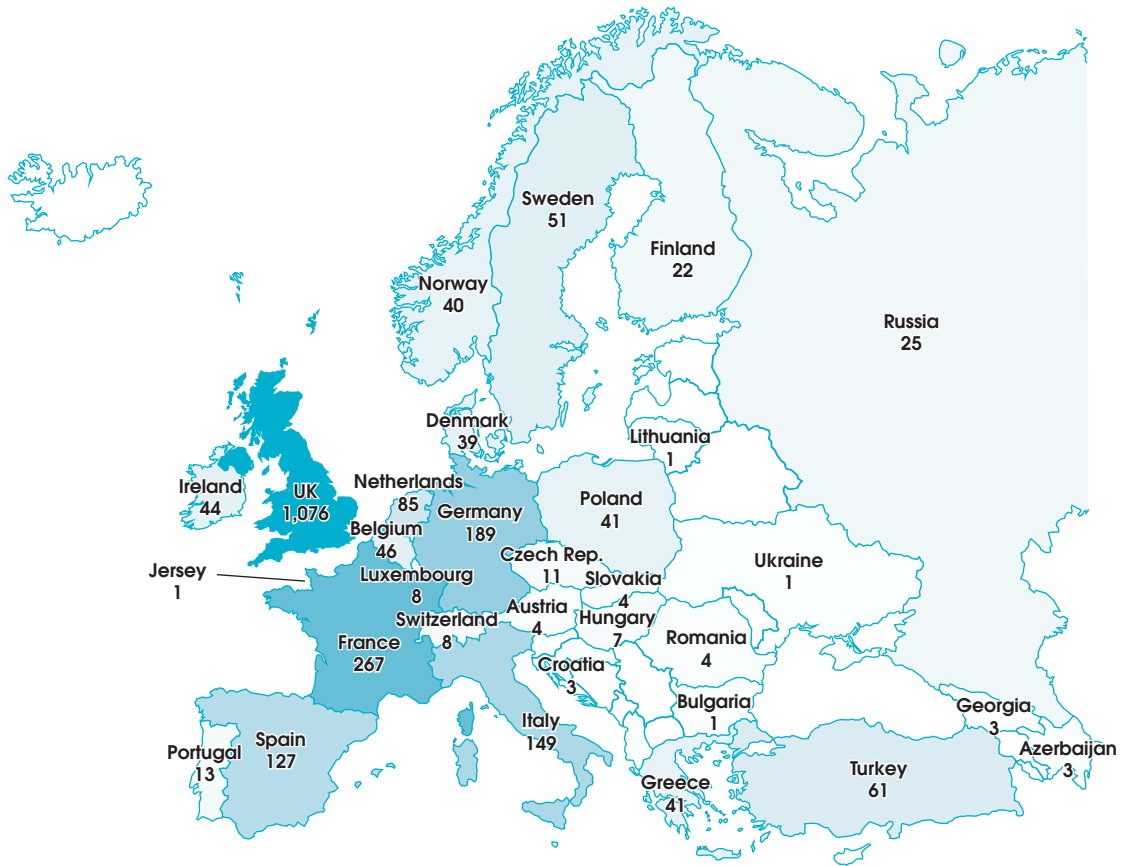 Sweden
51
Finland
22
Norway
40
Russia
25
Denmark
39
Lithuania
1
Ireland
44
UK
1,076
Netherlands
85
Germany
189
Poland
41
Belgium
46
Czech Rep.
11
Ukraine
1
Jersey
1
Luxembourg
8
Slovakia
4
Austria
4
Hungary
7
Switzerland
8
France
267
Romania
4
Croatia
3
Bulgaria
1
Georgia
3
Italy
149
Spain
127
Portugal
13
Azerbaijan
3
Turkey
61
Greece
41